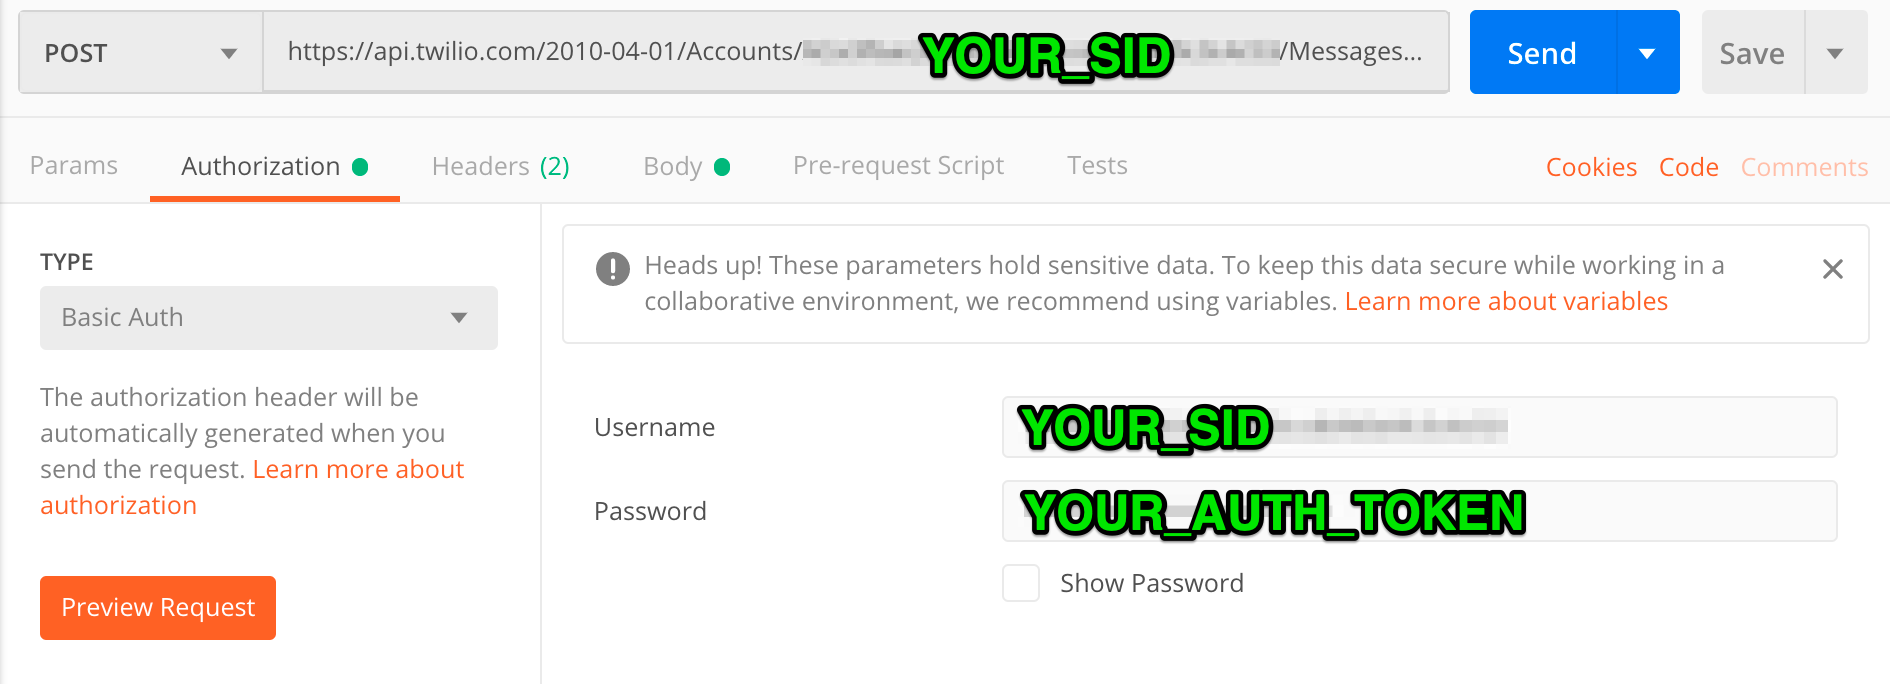 POST
https://api.twilio.com/2010-04-01/Accounts/ YOUR_SID /Messages...
Send
Save
Params
Authorization
Headers (2)
Body
Pre-request Script
Tests
Cookies
Code
Comments
TYPE
Basic Auth
The authorization header will be
automatically generated when you
send the request. Learn more about
authorization
Preview Request
Heads up! These parameters hold sensitive data. To keep this data secure while working in a
collaborative environment, we recommend using variables. Learn more about variables
Username
YOUR_SID
Password
YOUR_AUTH_TOKEN
Show Password